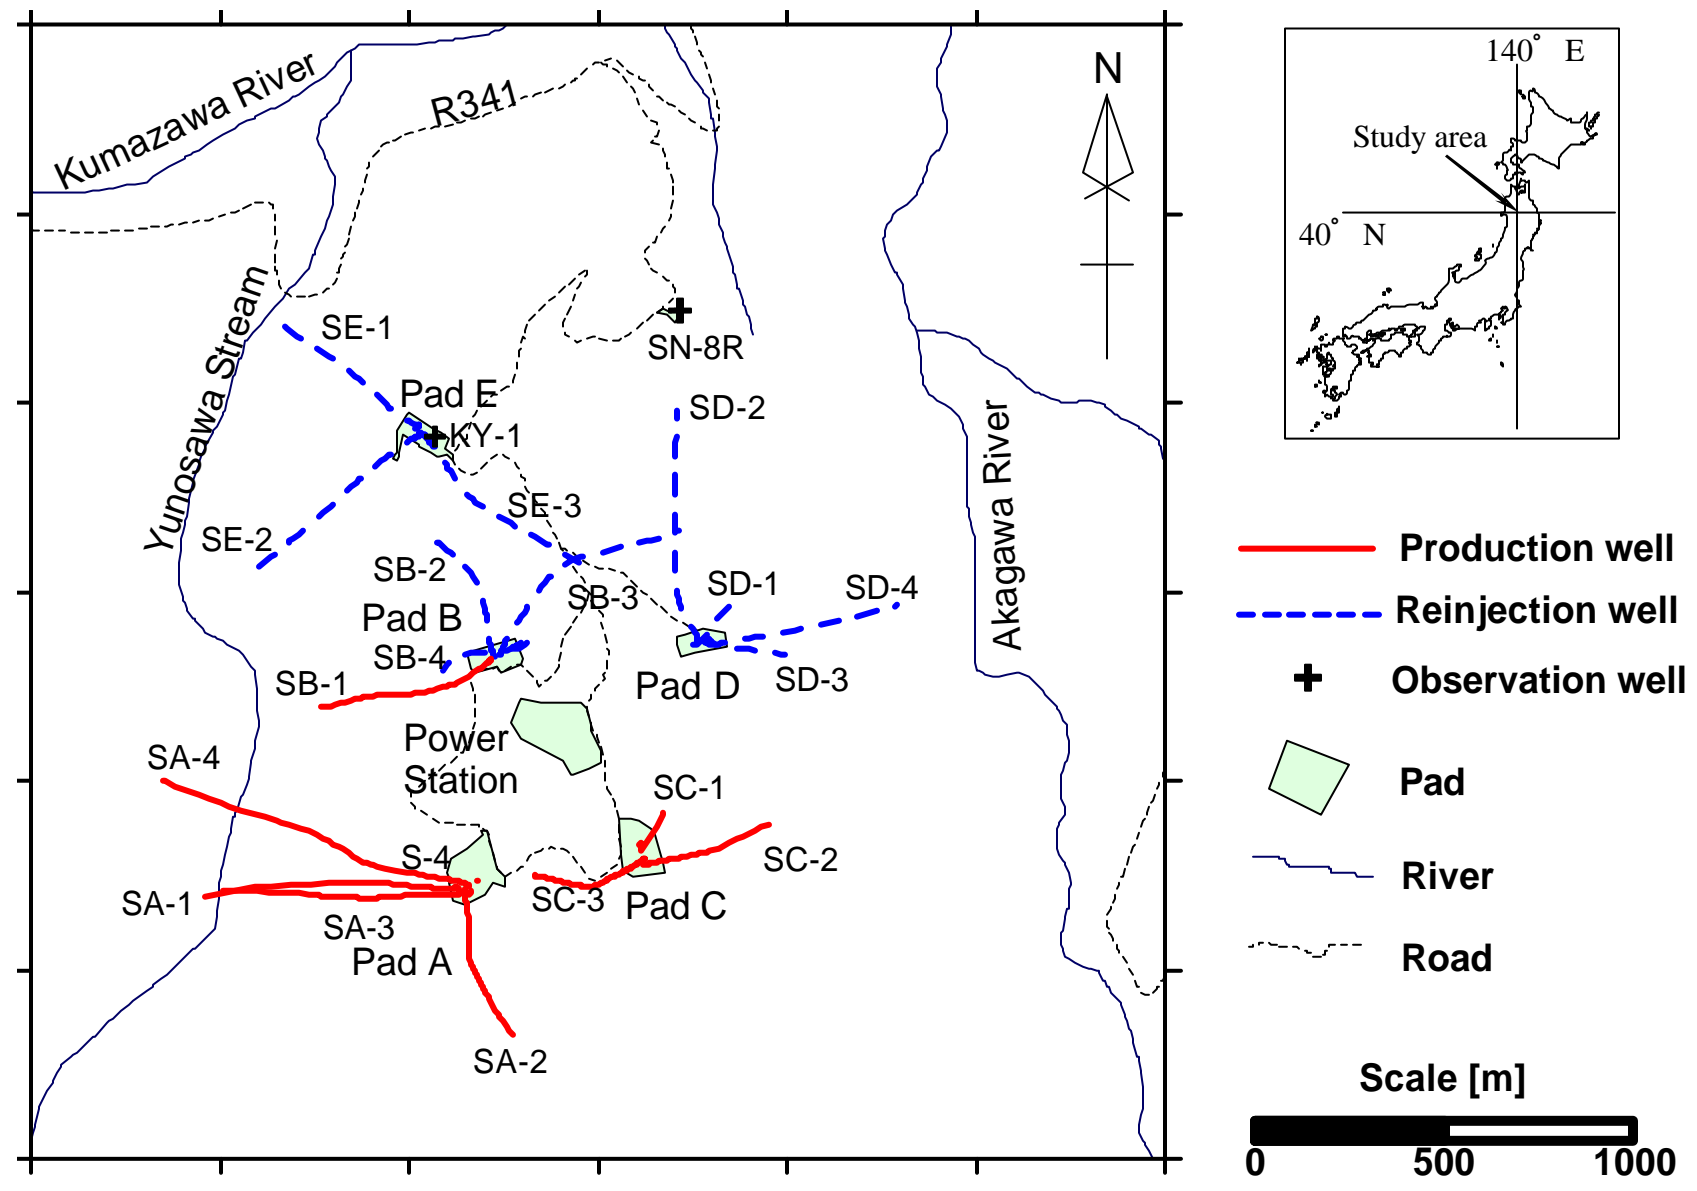 Kumazawa River
R341
N
140° E
Study area
40° N
Yunosawa Stream
SE-1
SN-8R
Pad E
KY-1
SD-2
Akagawa River
SE-3
SE-2
SB-2
SB-3
SD-1
SD-4
Pad B
SB-4
SB-1
Pad D
SD-3
Power
Station
SA-4
SC-1
S-4
SC-2
SA-1
SC-3
Pad C
SA-3
Pad A
SA-2
Production well
Reinjection well
Observation well
Pad
River
Road
Scale [m]
0 500 1000